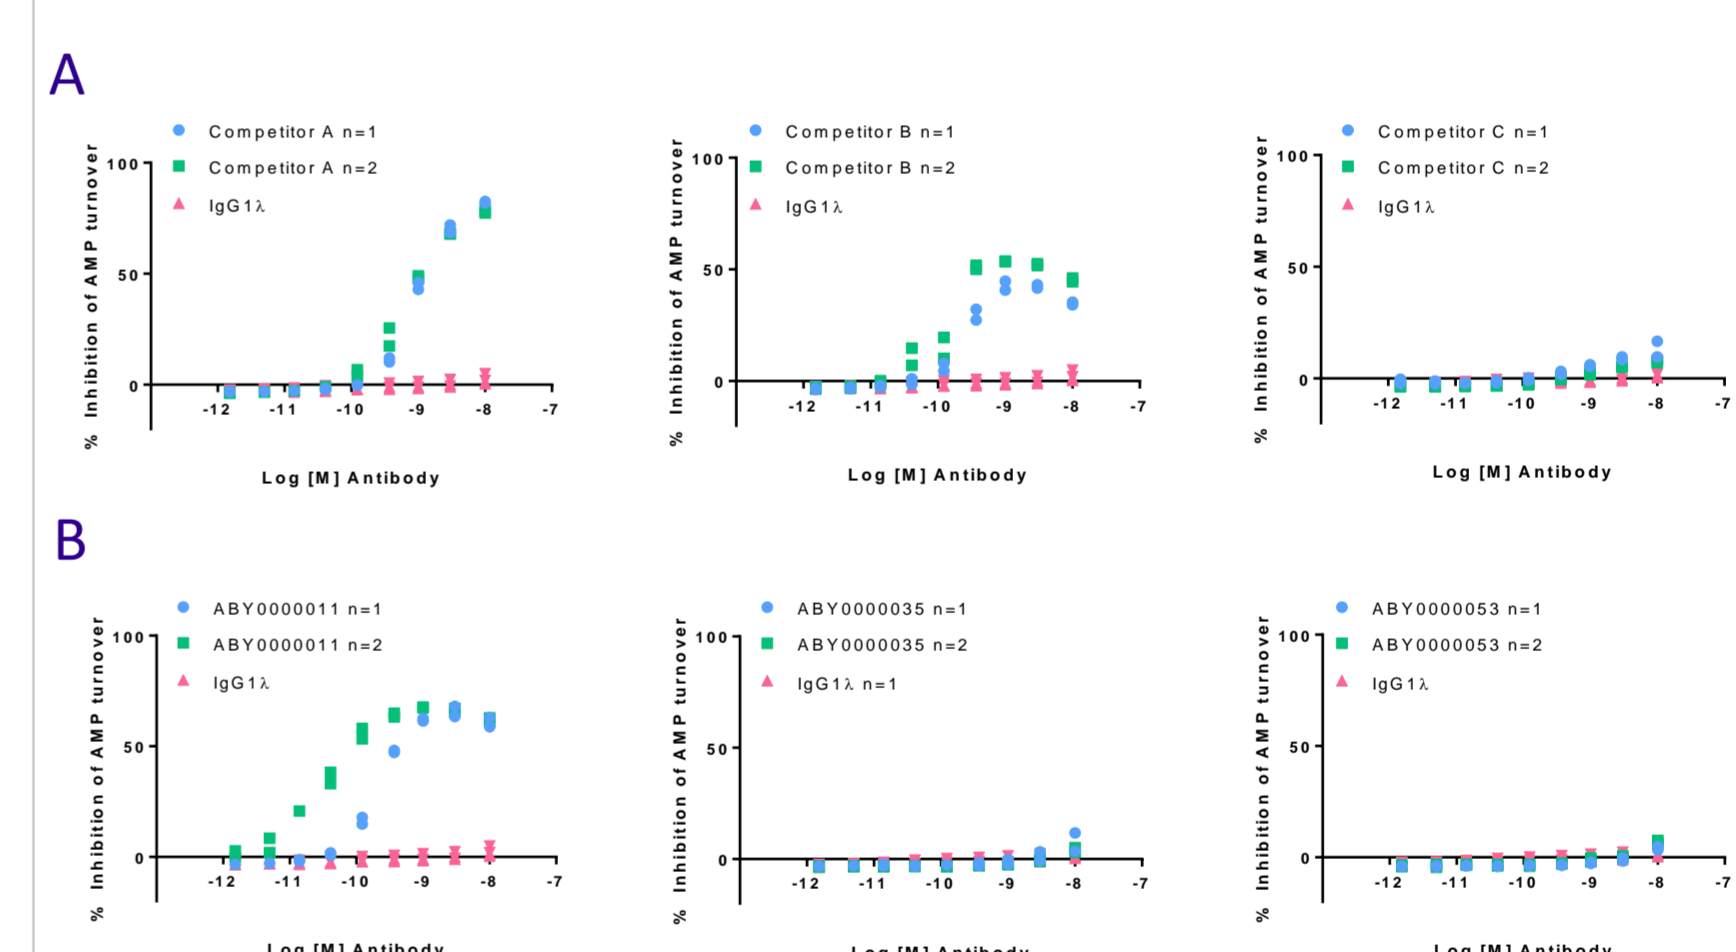 A
Competitor A n=1
Competitor A n=2
IgG1λ
% Inhibition of AMP turnover
100
50
0
-12 -11 -10 -9 -8 -7
Log [M] Antibody
Competitor B n=1
Competitor B n=2
IgG1λ
% Inhibition of AMP turnover
100
50
0
-12 -11 -10 -9 -8 -7
Log [M] Antibody
Competitor C n=1
Competitor C n=2
IgG1λ
% Inhibition of AMP turnover
100
50
0
-12 -11 -10 -9 -8 -7
Log [M] Antibody
B
ABY0000011 n=1
ABY0000011 n=2
IgG1λ
% Inhibition of AMP turnover
100
50
0
-12 -11 -10 -9 -8 -7
Log [M] Antibody
ABY0000035 n=1
ABY0000035 n=2
IgG1λ n=1
% Inhibition of AMP turnover
100
50
0
-12 -11 -10 -9 -8 -7
Log [M] Antibody
ABY0000053 n=1
ABY0000053 n=2
IgG1λ
% Inhibition of AMP turnover
100
50
0
-12 -11 -10 -9 -8 -7
Log [M] Antibody